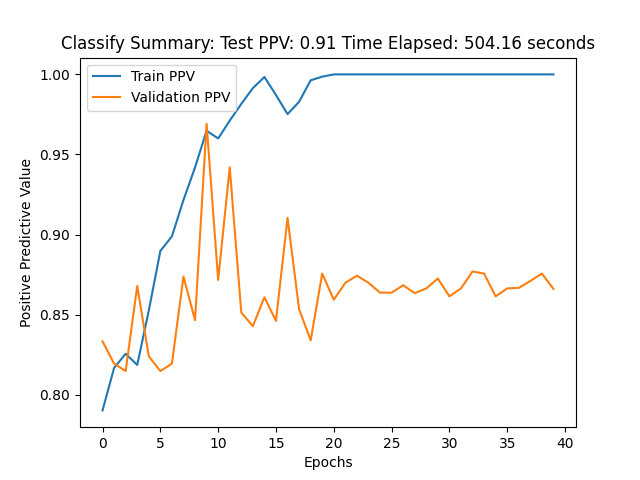 Classify Summary: Test PPV: 0.91 Time Elapsed: 504.16 seconds
Train PPV
Validation PPV
Positive Predictive Value
1.00
0.95
0.90
0.85
0.80
0 5 10 15 20 25 30 35 40
Epochs